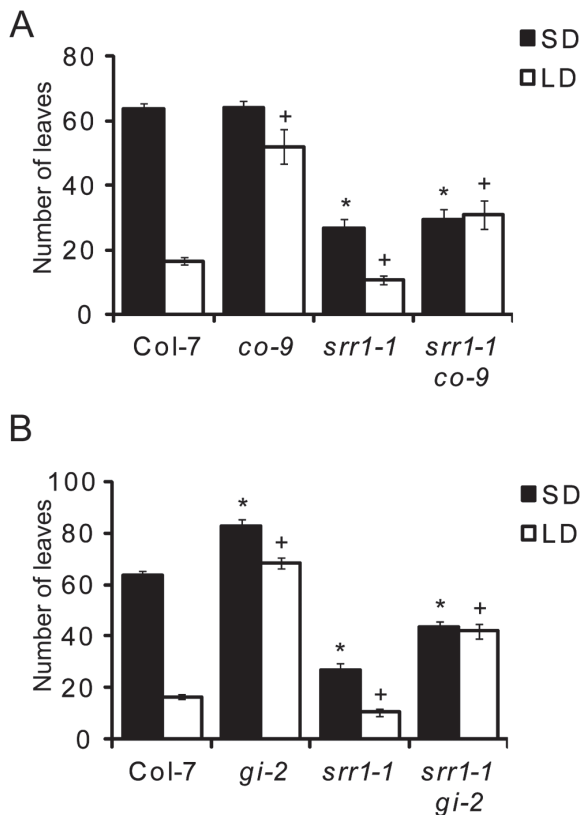 A
SD
LD
Number of leaves
80
60
40
20
0
+
*
+
*
+
Col-7 co-9 srr1-1 srr1-1
co-9
B
SD
LD
Number of leaves
100
80
60
40
20
0
*
+
*
+
*
+
Col-7 gi-2 srr1-1 srr1-1
gi-2